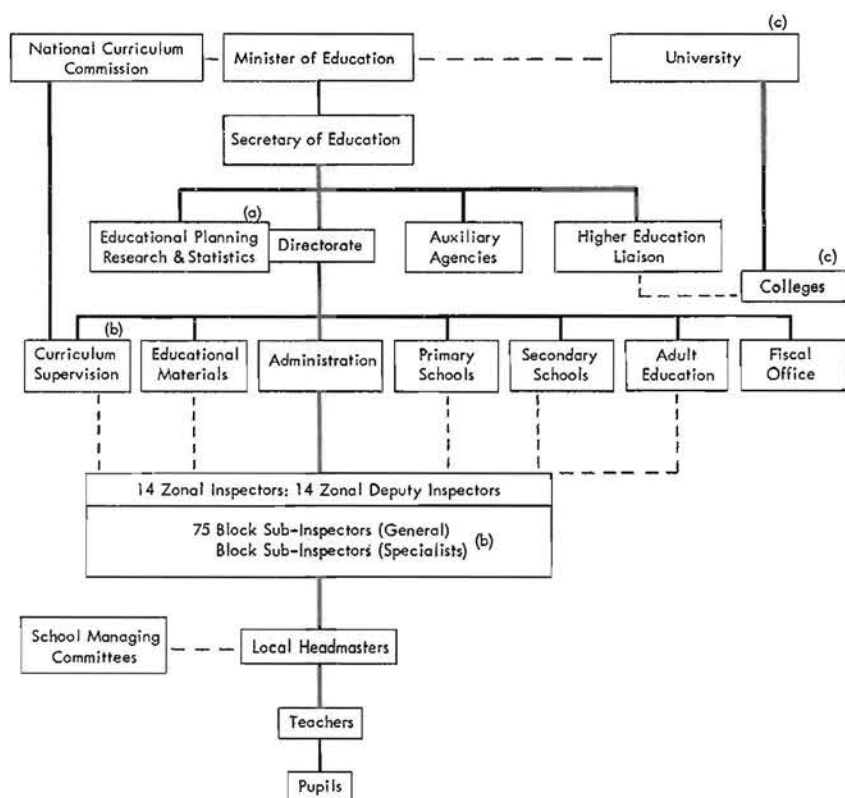 (c)
National Curriculum
Commission
Minister of Education
University
Secretary of Education
(a)
Educational Planning
Research & Statistics
Directorate
Auxiliary
Agencies
Higher Education
Liaison
(c)
Colleges
(b)
Curriculum
Supervision
Educational
Materials
Administration
Primary
Schools
Secondary
Schools
Adult
Education
Fiscal
Office
14 Zonal Inspectors: 14 Zonal Deputy Inspectors
75 Block Sub-Inspectors (General)
Block Sub-Inspectors (Specialists) (b)
School Managing
Committees
Local Headmasters
Teachers
Pupils